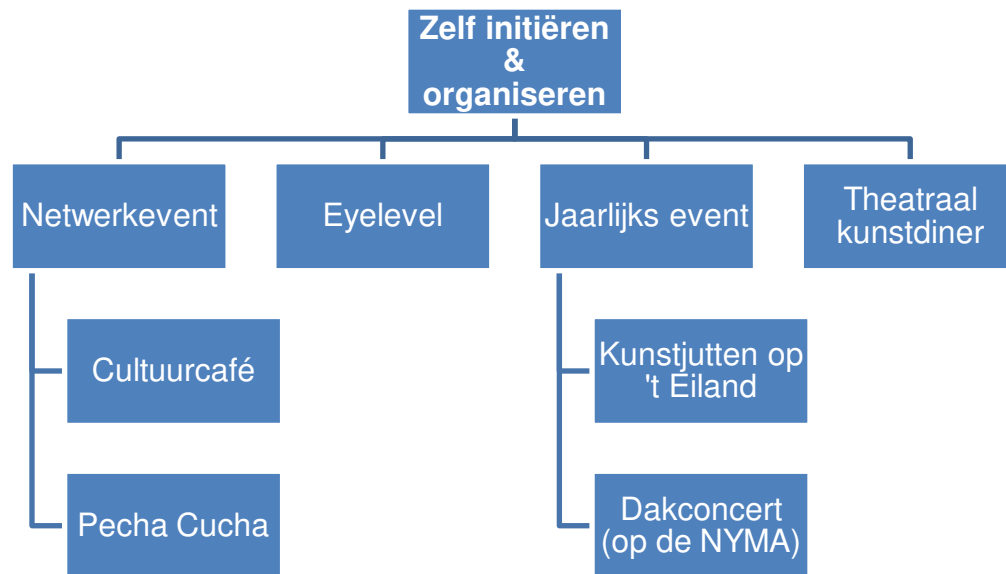 Zelf initiëren
&
organiseren
Netwerkevent
Eyelevel
Jaarlijks event
Theatraal
kunstdiner
Cultuurcafé
Kunstjutten op
't Eiland
Pecha Cucha
Dakconcert
(op de NYMA)